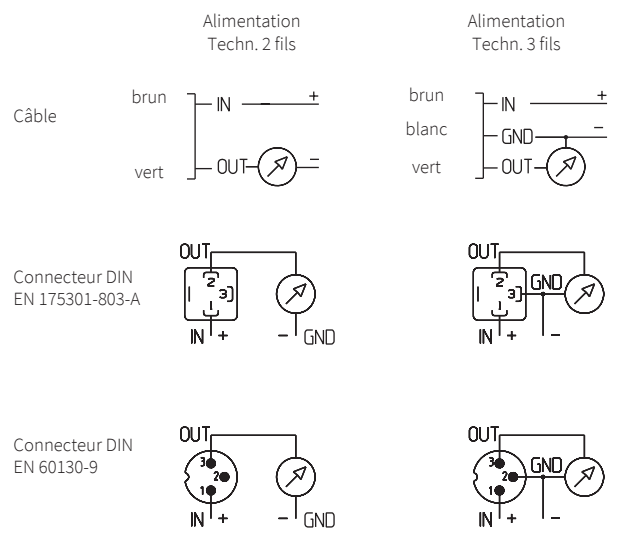 Alimentation
Techn. 2 fils
Alimentation
Techn. 3 fils
Câble
brun
IN
+
vert
OUT
−
brun
IN
+
blanc
GND
−
vert
OUT
Connecteur DIN
EN 175301-803-A
OUT
2
3
1
IN +
− GND
OUT
2
3
1
GND
IN +
−
Connecteur DIN
EN 60130-9
OUT
3
2
1
IN +
− GND
OUT
3
2
1
GND
IN +
−